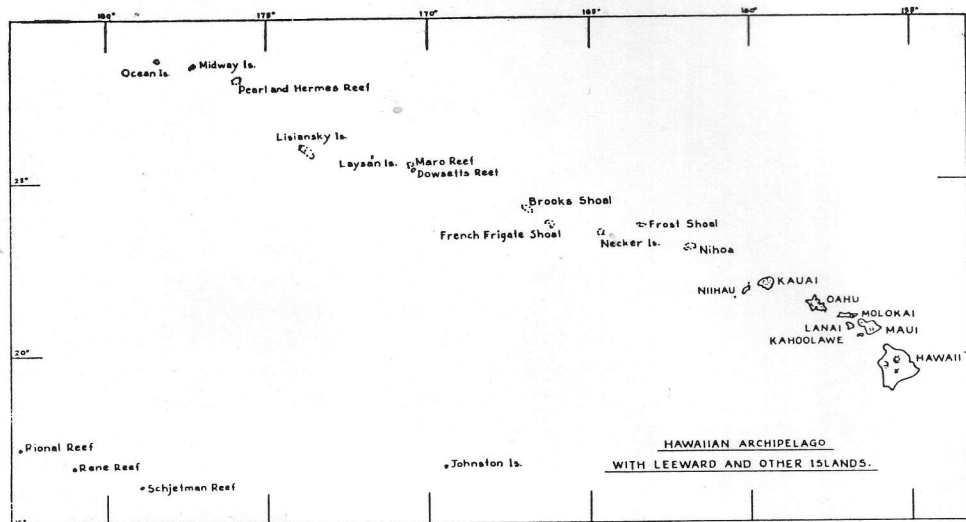 180° 175° 170° 165° 160° 155°
Ocean Is.
Midway Is.
Pearl and Hermes Reef
Lisiansky Is.
Laysan Is.
Maro Reef
Dowsetts Reef
25°
Brooks Shoal
French Frigate Shoal
Frost Shoal
Necker Is.
Nihoa
NIIHAU
KAUAI
OAHU
MOLOKAI
LANAI
MAUI
KAHOOLAWE
20°
HAWAII
Pional Reef
Rane Reef
Schjetman Reef
Johnston Is.
HAWAIIAN ARCHIPELAGO
WITH LEEWARD AND OTHER ISLANDS.